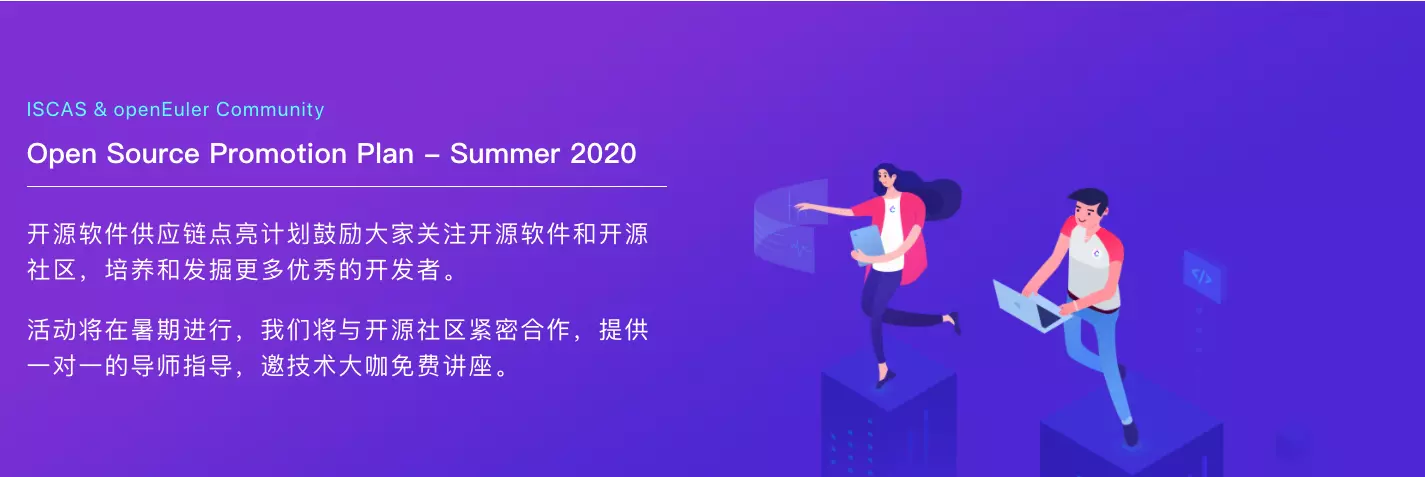 ISCAS & openEuler Community
Open Source Promotion Plan – Summer 2020
开源软件供应链点亮计划鼓励大家关注开源软件和开源
社区，培养和发掘更多优秀的开发者。
活动将在暑期进行，我们将与开源社区紧密合作，提供
一对一的导师指导，邀技术大咖免费讲座。